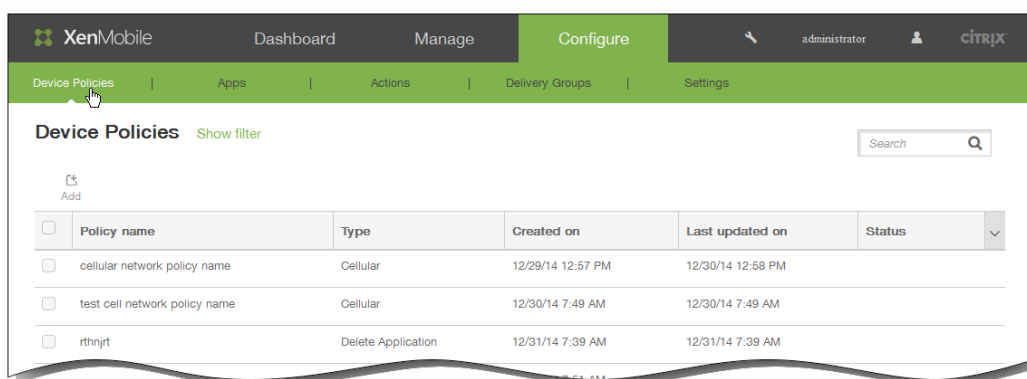 XenMobile Dashboard Manage Configure administrator CİTRIX
Device Policies | Apps | Actions | Delivery Groups | Settings
Device Policies Show filter
Search
Add
Policy name Type Created on Last updated on Status
cellular network policy name Cellular 12/29/14 12:57 PM 12/30/14 12:58 PM
test cell network policy name Cellular 12/30/14 7:49 AM 12/30/14 7:49 AM
rthnjrt Delete Application 12/31/14 7:39 AM 12/31/14 7:39 AM